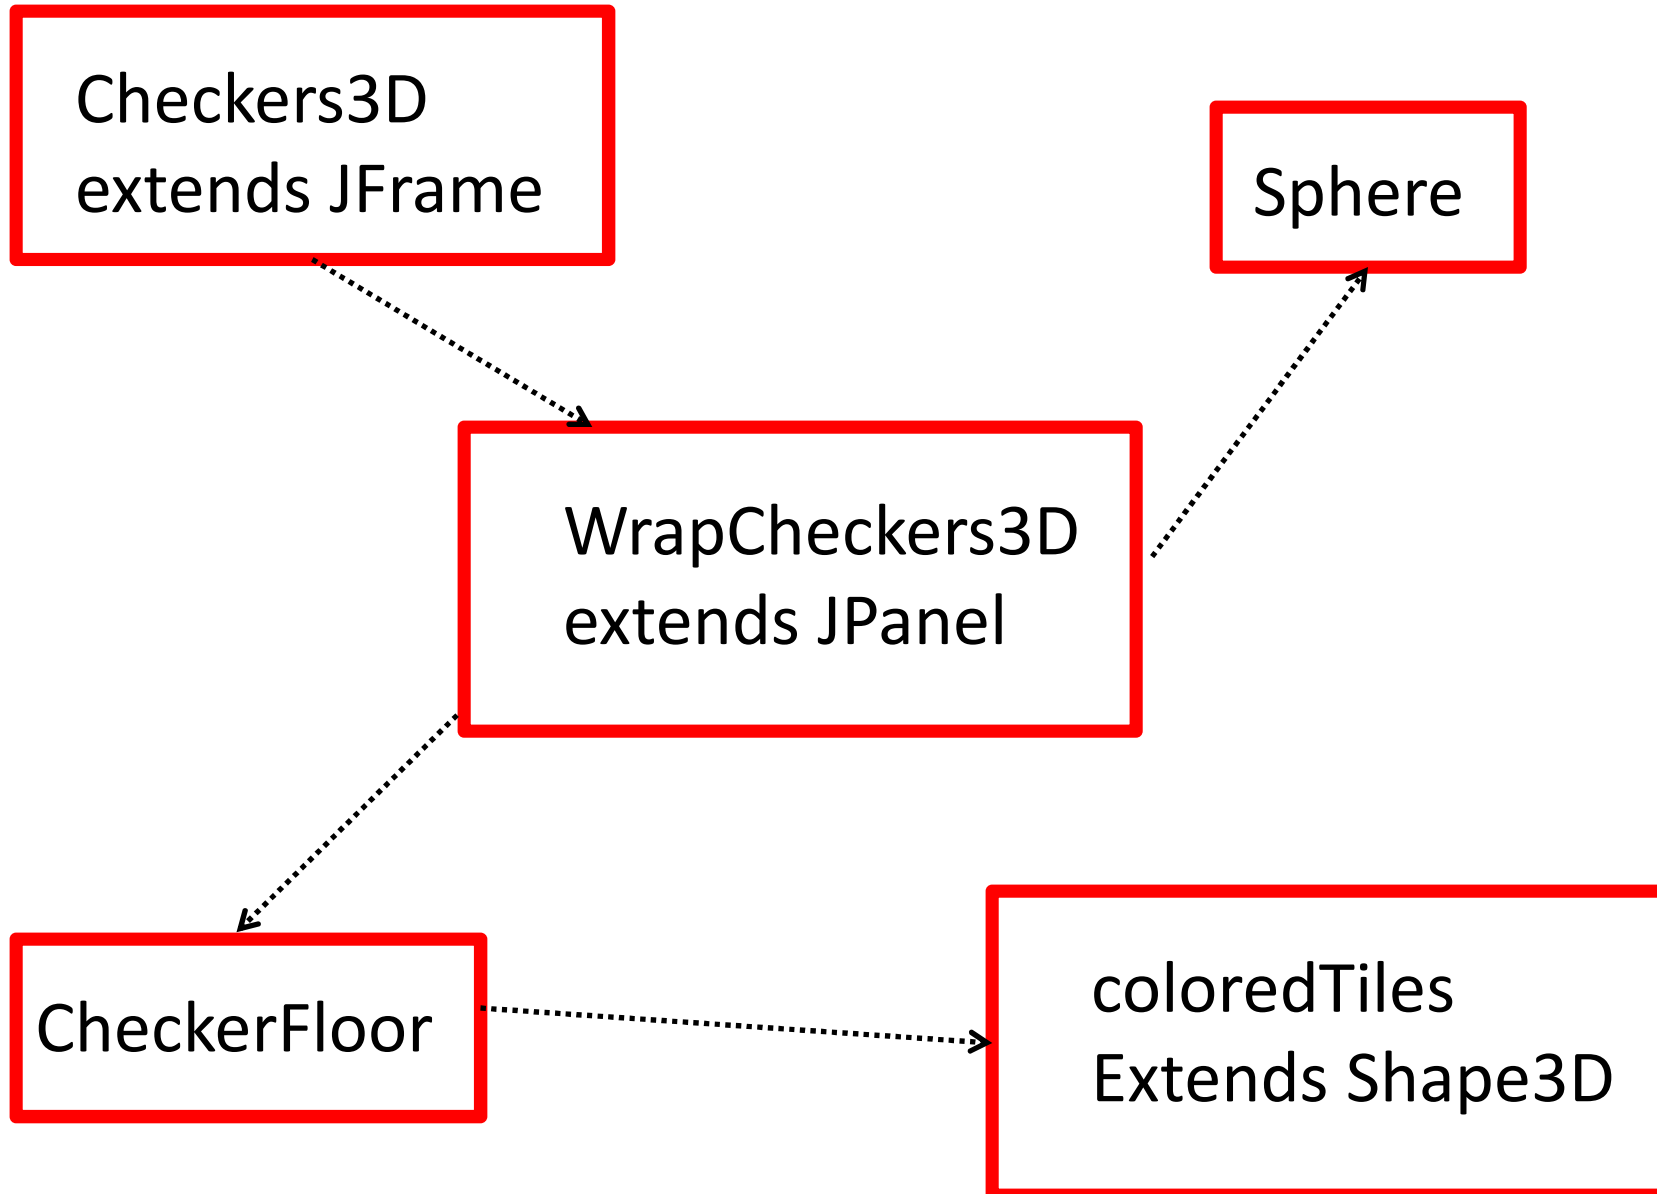 Checkers3D
extends JFrame
Sphere
WrapCheckers3D
extends JPanel
CheckerFloor
coloredTiles
Extends Shape3D